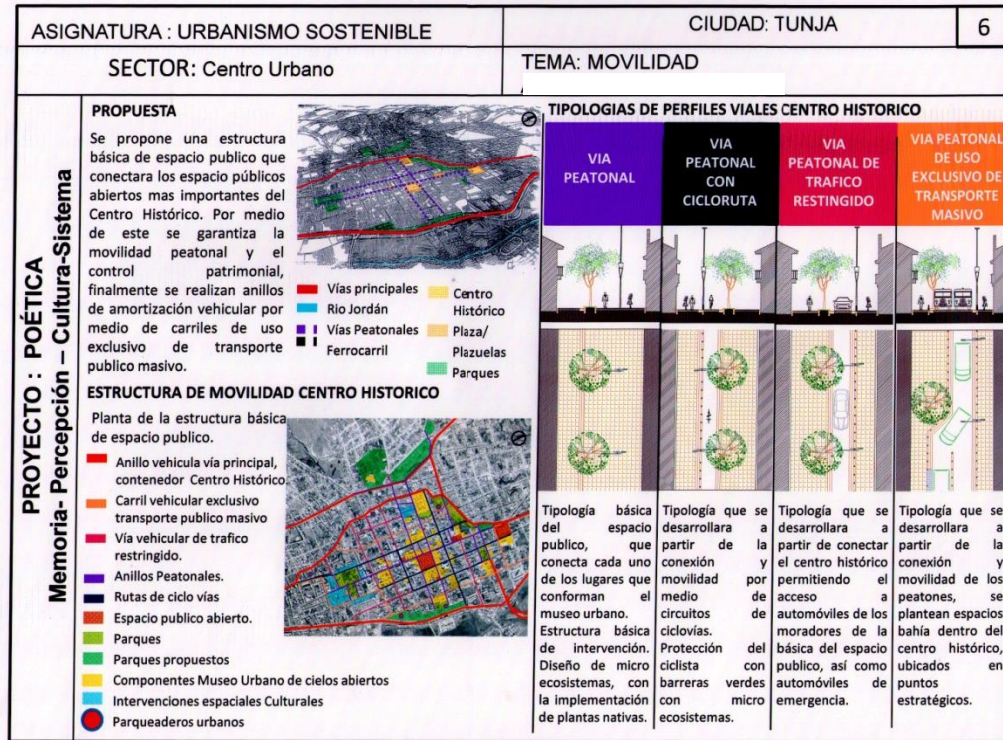 ASIGNATURA : URBANISMO SOSTENIBLE
CIUDAD: TUNJA
6
SECTOR: Centro Urbano
TEMA: MOVILIDAD
PROYECTO : POÉTICA
Memoria- Percepción – Cultura-Sistema
PROPUESTA
Se propone una estructura
básica de espacio publico que
conectara los espacio públicos
abiertos mas importantes del
Centro Histórico. Por medio
de este se garantiza la
movilidad peatonal y el
control patrimonial,
finalmente se realizan anillos
de amortización vehicular por
medio de carriles de uso
exclusivo de transporte
publico masivo.
Vías principales
Rio Jordán
Vías Peatonales
Ferrocarril
Centro
Histórico
Plaza/
Plazuelas
Parques
ESTRUCTURA DE MOVILIDAD CENTRO HISTORICO
Planta de la estructura básica
de espacio publico.
Anillo vehicula vía principal,
contenedor Centro Histórico.
Carril vehicular exclusivo
transporte publico masivo
Vía vehicular de trafico
restringido.
Anillos Peatonales.
Rutas de ciclo vías
Espacio publico abierto.
Parques
Parques propuestos
Componentes Museo Urbano de cielos abiertos
Intervenciones espaciales Culturales
Parqueaderos urbanos
TIPOLOGIAS DE PERFILES VIALES CENTRO HISTORICO
VIA
PEATONAL
VIA
PEATONAL
CON
CICLORUTA
VIA
PEATONAL DE
TRAFICO
RESTINGIDO
VIA PEATONAL
DE USO
EXCLUSIVO DE
TRANSPORTE
MASIVO
Tipología básica
del espacio
publico, que
conecta cada uno
de los lugares que
conforman el
museo urbano.
Estructura básica
de intervención.
Diseño de micro
ecosistemas, con
la implementación
de plantas nativas.
Tipología que se
desarrollara a
partir de la
conexión y
movilidad por
medio de
circuitos de
ciclovías.
Protección del
ciclista con
barreras verdes
con micro
ecosistemas.
Tipología que se
desarrollara a
partir de conectar
el centro histórico
permitiendo el
acceso a
automóviles de los
moradores de la
básica del espacio
publico, así como
automóviles de
emergencia.
Tipología que se
desarrollara a
partir de la
conexión y
movilidad de los
peatones, se
plantean espacios
bahía dentro del
centro histórico,
ubicados en
puntos
estratégicos.